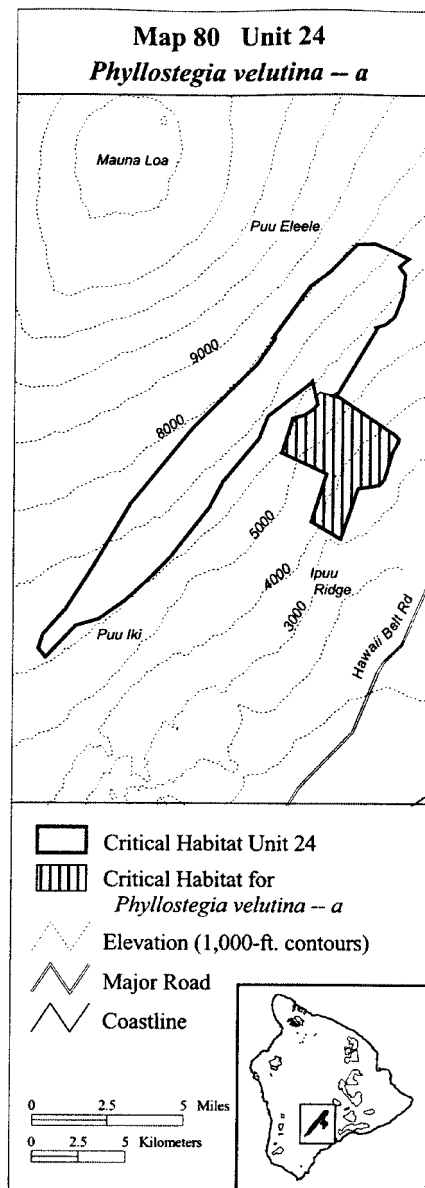 Map 80 Unit 24
Phyllostegia velutina -- a
Mauna Loa
Puu Eleele
9000
8000
5000
4000
Ipuu
Ridge
3000
Puu Iki
Hawaii Belt Rd
Critical Habitat Unit 24
Critical Habitat for
Phyllostegia velutina -- a
Elevation (1,000-ft. contours)
Major Road
Coastline
0 2.5 5 Miles
0 2.5 5 Kilometers